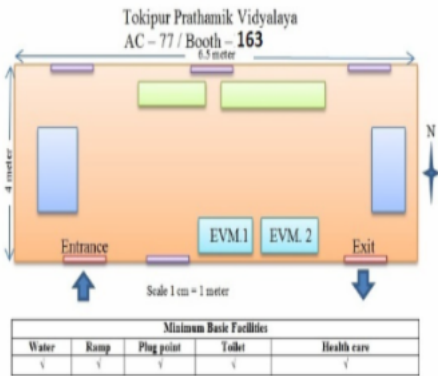 Tokipur Prathamik Vidyalaya
AC – 77 / Booth – 163
6.5 meter
4 meter
N
EVM.1 EVM. 2
Entrance Exit
Scale 1 cm = 1 meter
Minimum Basic Facilities
Water Ramp Plug point Toilet Health care
√ √ √ √ √